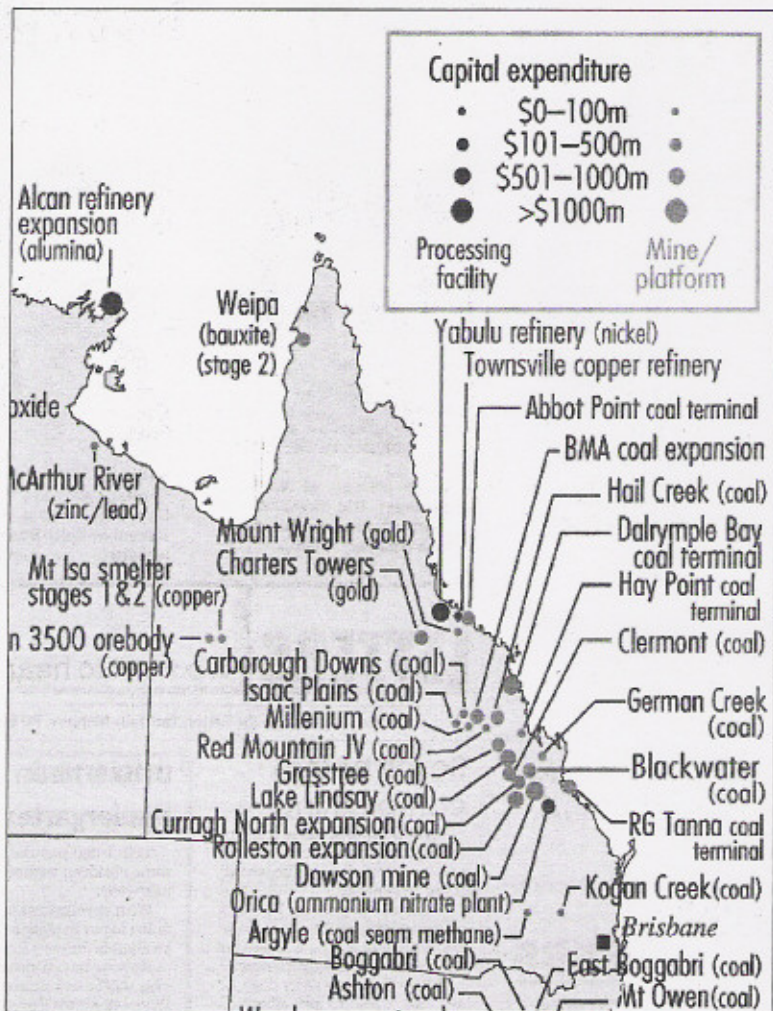 Capital expenditure
$0–100m
$101–500m
$501–1000m
>$1000m
Processing
facility
Mine/
platform
Alcan refinery
expansion
(alumina)
Weipa
(bauxite)
(stage 2)
Yabulu refinery (nickel)
Townsville copper refinery
Abbot Point coal terminal
oxide
BMA coal expansion
McArthur River
(zinc/lead)
Hail Creek (coal)
Mount Wright (gold)
Dalrymple Bay
coal terminal
Charters Towers
(gold)
Mt Isa smelter
stages 1&2 (copper)
Hay Point coal
terminal
n 3500 orebody
(copper)
Clermont (coal)
Carborough Downs (coal)
Isaac Plains (coal)
German Creek
(coal)
Millenium (coal)
Red Mountain JV (coal)
Grasstree (coal)
Blackwater
(coal)
Lake Lindsay (coal)
Curragh North expansion(coal)
RG Tanna coal
terminal
Rolleston expansion(coal)
Dawson mine (coal)
Orica (ammonium nitrate plant)
Kogan Creek(coal)
Argyle (coal seam methane)
Brisbane
Boggabri (coal)
East Boggabri (coal)
Ashton (coal)
Mt Owen(coal)